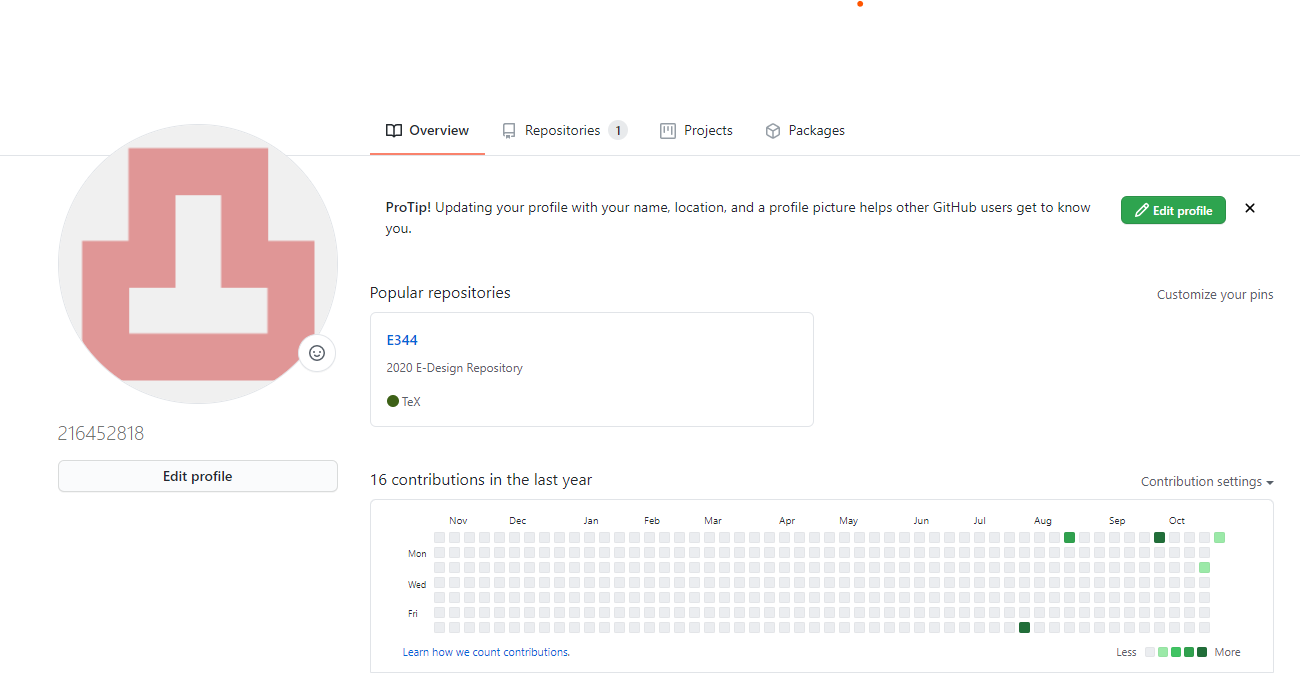 Overview Repositories 1 Projects Packages
ProTip! Updating your profile with your name, location, and a profile picture helps other GitHub users get to know
you.
Edit profile
Popular repositories
Customize your pins
E344
2020 E-Design Repository
TeX
216452818
Edit profile
16 contributions in the last year
Contribution settings
Nov Dec Jan Feb Mar Apr May Jun Jul Aug Sep Oct
Mon
Wed
Fri
Learn how we count contributions.
Less More